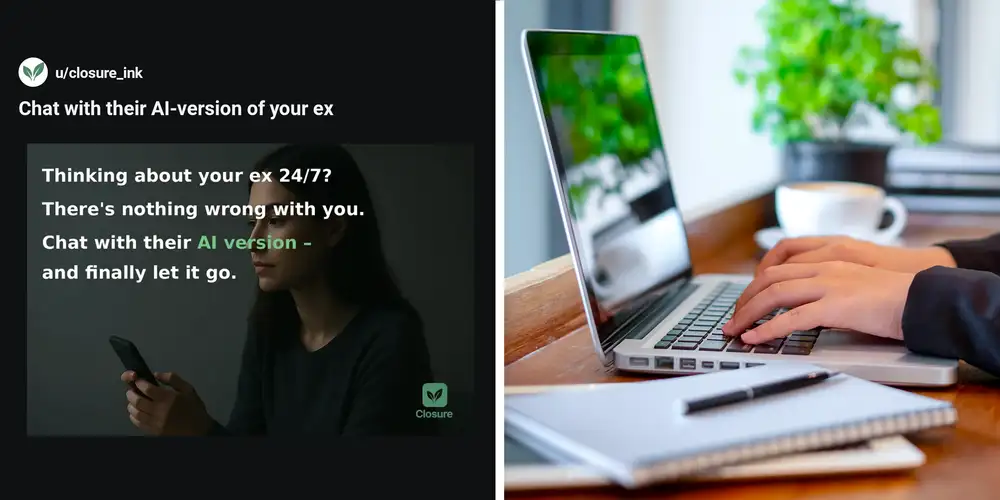 u/closure_ink
Chat with their AI-version of your ex
Thinking about your ex 24/7?
There's nothing wrong with you.
Chat with their AI version –
and finally let it go.
Closure